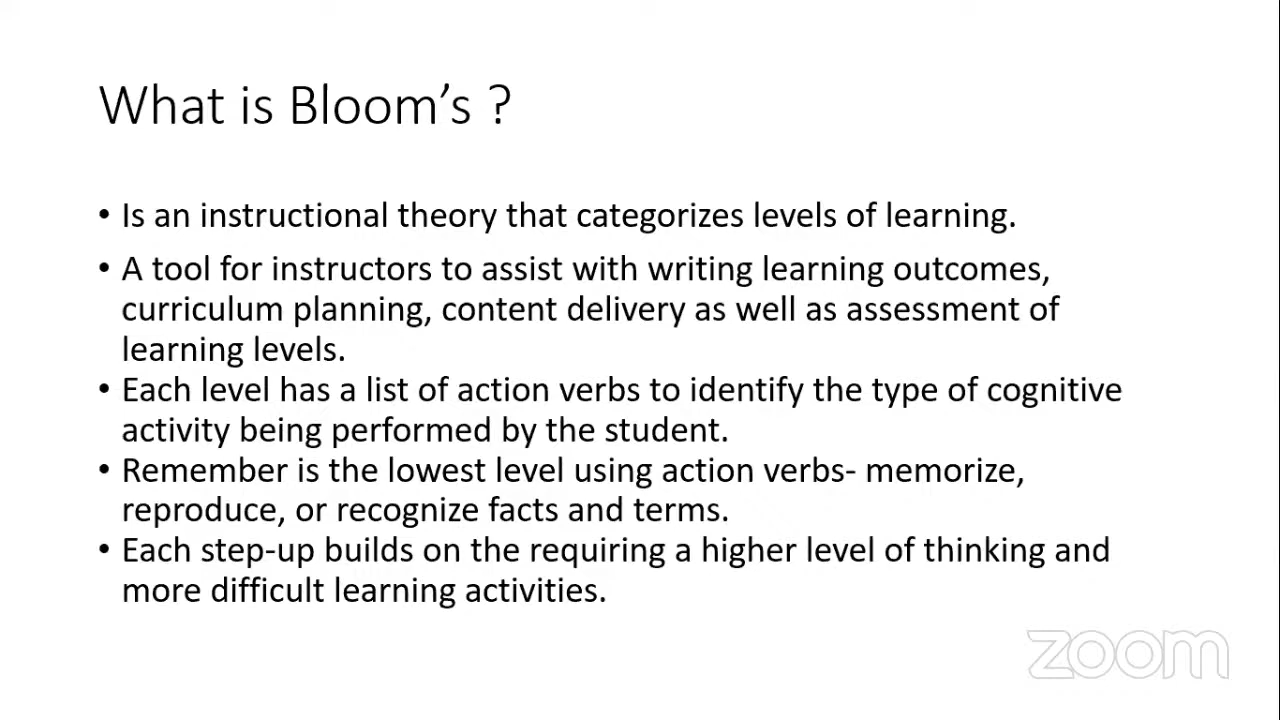 What is Bloom's ?
• Is an instructional theory that categorizes levels of learning.
• A tool for instructors to assist with writing learning outcomes,
curriculum planning, content delivery as well as assessment of
learning levels.
• Each level has a list of action verbs to identify the type of cognitive
activity being performed by the student.
• Remember is the lowest level using action verbs- memorize,
reproduce, or recognize facts and terms.
• Each step-up builds on the requiring a higher level of thinking and
more difficult learning activities.
zoom